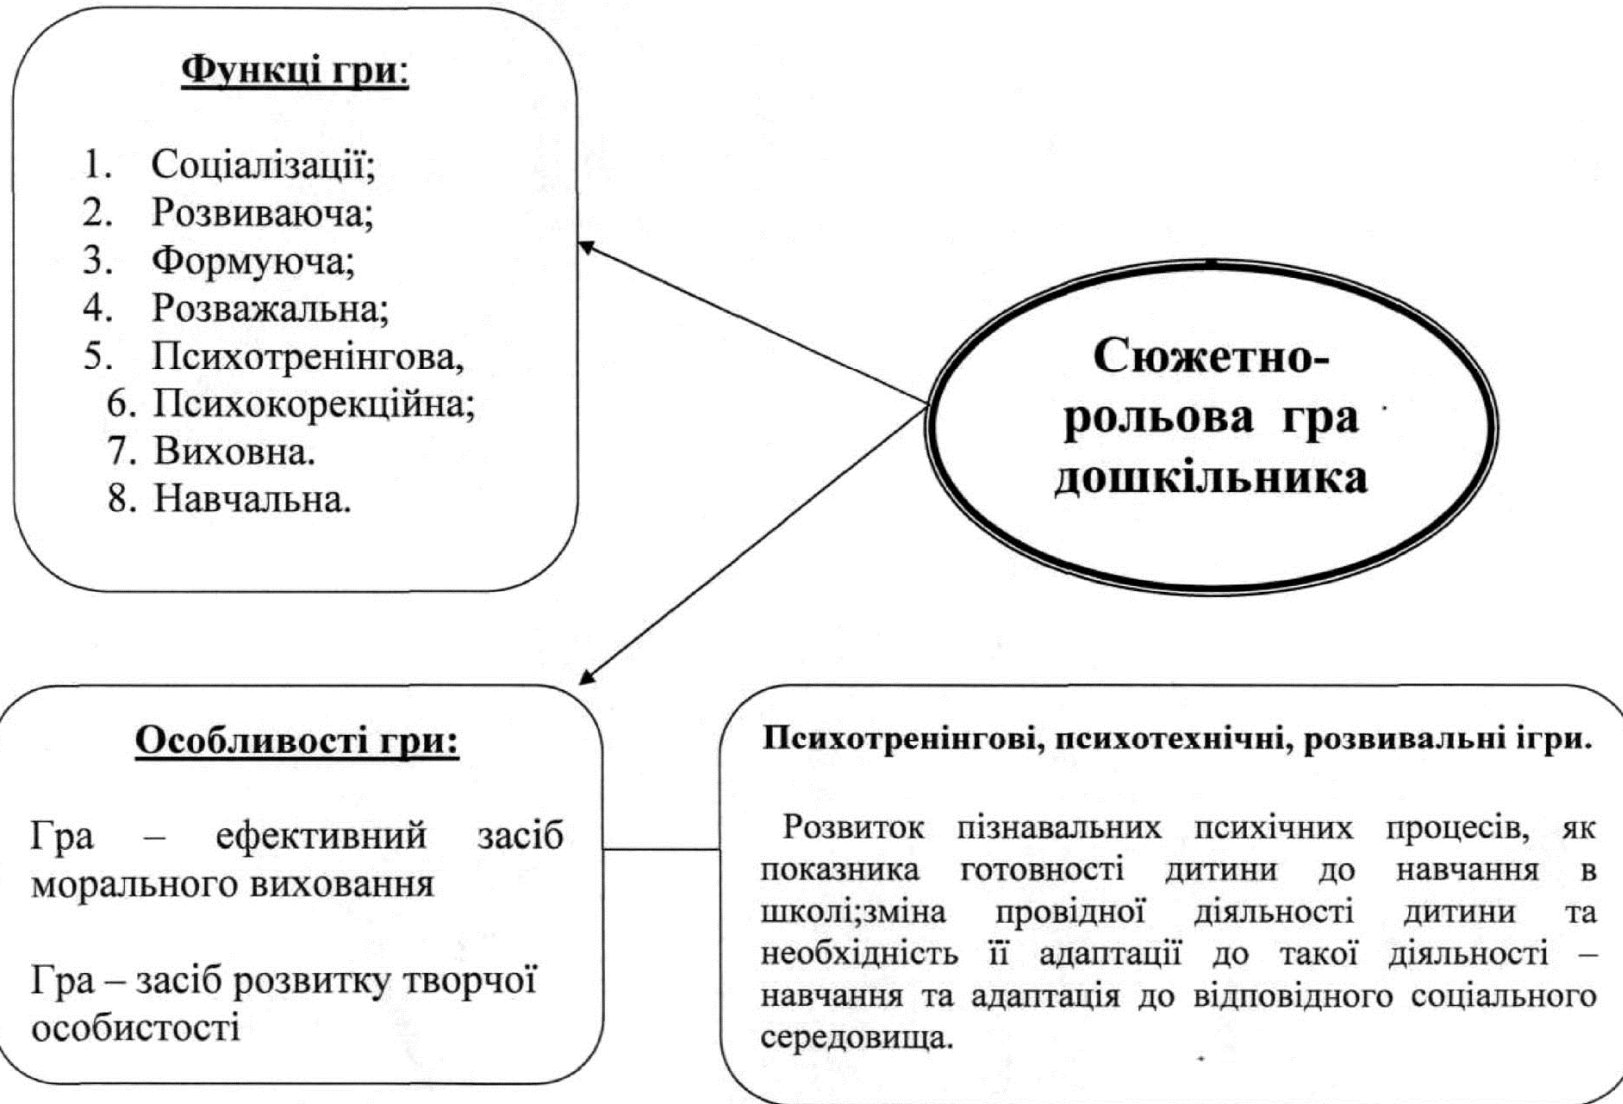 Функці гри:
1. Соціалізації;
2. Розвиваюча;
3. Формуюча;
4. Розважальна;
5. Психотренінгова,
6. Психокорекційна;
7. Виховна.
8. Навчальна.
Сюжетно-
рольова гра
дошкільника
Особливості гри:
Гра – ефективний засіб
морального виховання
Гра – засіб розвитку творчої
особистості
Психотренінгові, психотехнічні, розвивальні ігри.
Розвиток пізнавальних психічних процесів, як
показника готовності дитини до навчання в
школі;зміна провідної діяльності дитини та
необхідність її адаптації до такої діяльності –
навчання та адаптація до відповідного соціального
середовища.